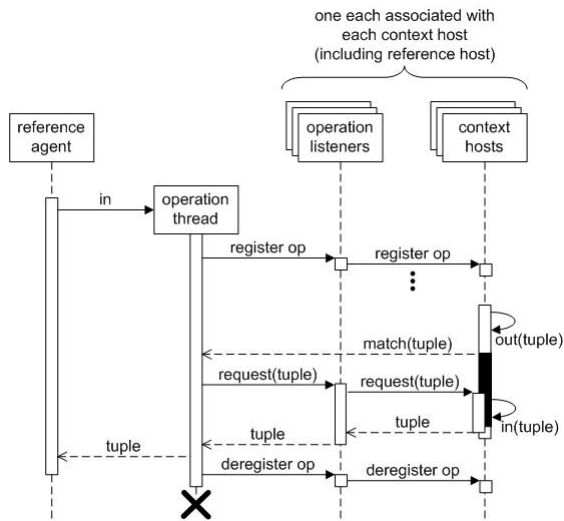 one each associated with
each context host
(including reference host)
reference
agent
operation
listeners
context
hosts
in
operation
thread
register op
register op
out(tuple)
match(tuple)
request(tuple)
request(tuple)
in(tuple)
tuple
tuple
tuple
deregister op
deregister op